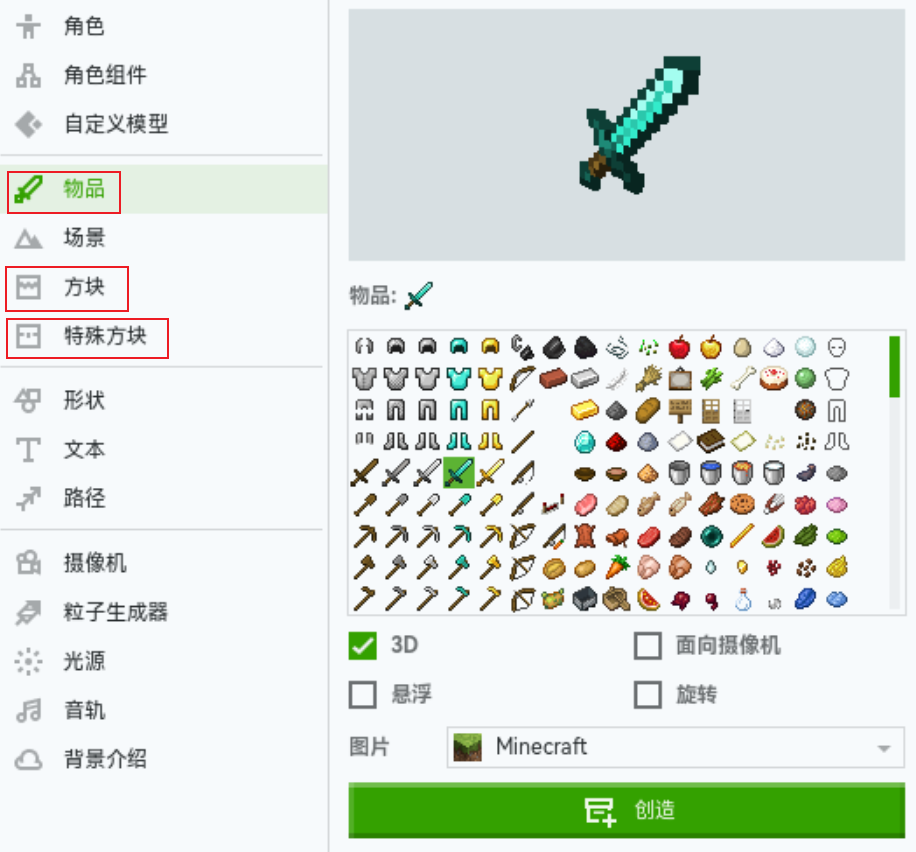 角色
角色组件
自定义模型
物品
场景
方块
特殊方块
形状
文本
路径
摄像机
粒子生成器
光源
音轨
背景介绍
物品:
3D
面向摄像机
悬浮
旋转
图片
Minecraft
创造